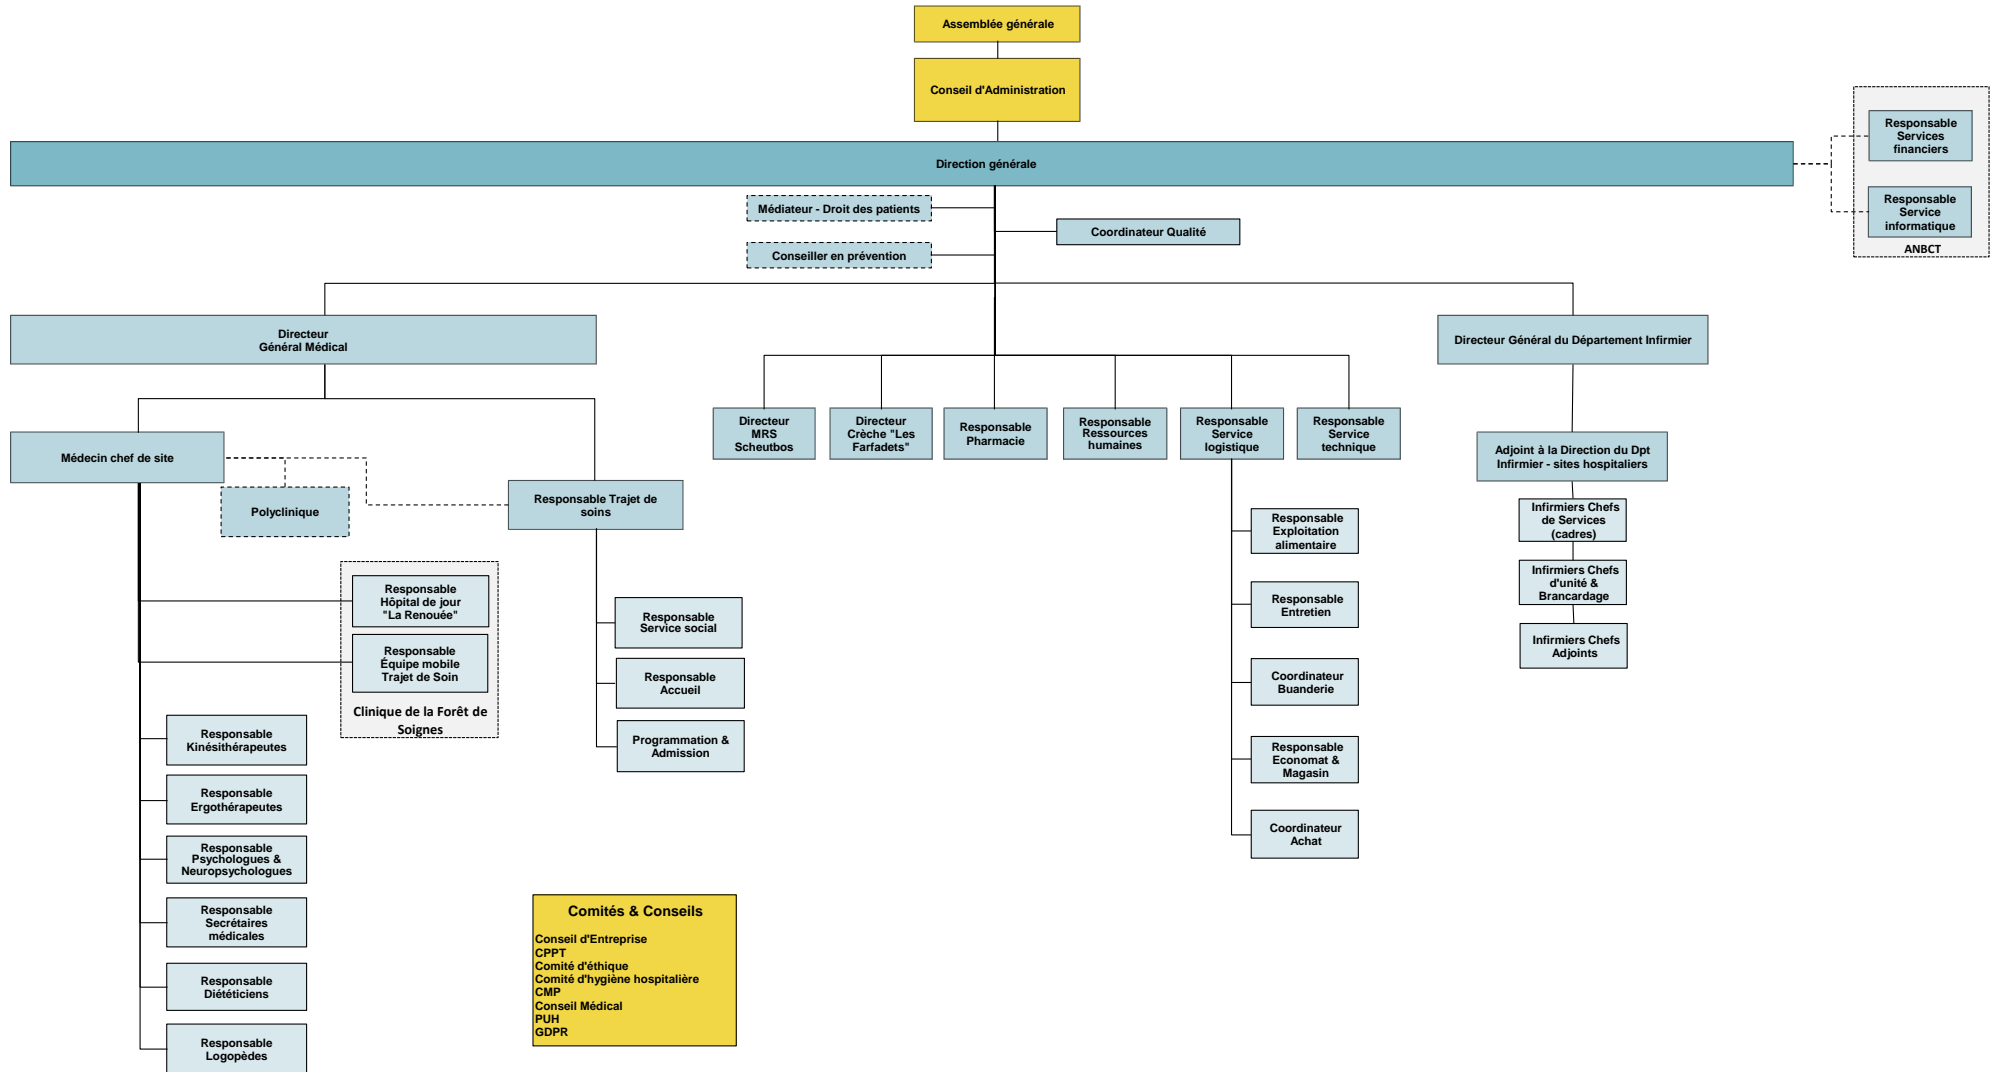 Assemblée générale
Conseil d'Administration
Direction générale
Responsable
Services
financiers
Responsable
Service
informatique
ANBCT
Médiateur - Droit des patients
Coordinateur Qualité
Conseiller en prévention
Directeur
Général Médical
Directeur Général du Département Infirmier
Médecin chef de site
Polyclinique
Responsable Trajet de
soins
Directeur
MRS
Scheutbos
Directeur
Crèche "Les
Farfadets"
Responsable
Pharmacie
Responsable
Ressources
humaines
Responsable
Service
logistique
Responsable
Service
technique
Adjoint à la Direction du Dpt
Infirmier - sites hospitaliers
Infirmiers Chefs
de Services
(cadres)
Infirmiers Chefs
d'unité &
Brancardage
Infirmiers Chefs
Adjoints
Responsable
Hôpital de jour
"La Renouée"
Responsable
Équipe mobile
Trajet de Soin
Clinique de la Forêt de
Soignes
Responsable
Service social
Responsable
Accueil
Programmation &
Admission
Responsable
Exploitation
alimentaire
Responsable
Entretien
Coordinateur
Buanderie
Responsable
Economat &
Magasin
Coordinateur
Achat
Responsable
Kinésithérapeutes
Responsable
Ergothérapeutes
Responsable
Psychologues &
Neuropsychologues
Responsable
Secrétaires
médicales
Responsable
Diététiciens
Responsable
Logopèdes
Comités & Conseils
Conseil d'Entreprise
CPPT
Comité d'éthique
Comité d'hygiène hospitalière
CMP
Conseil Médical
PUH
GDPR